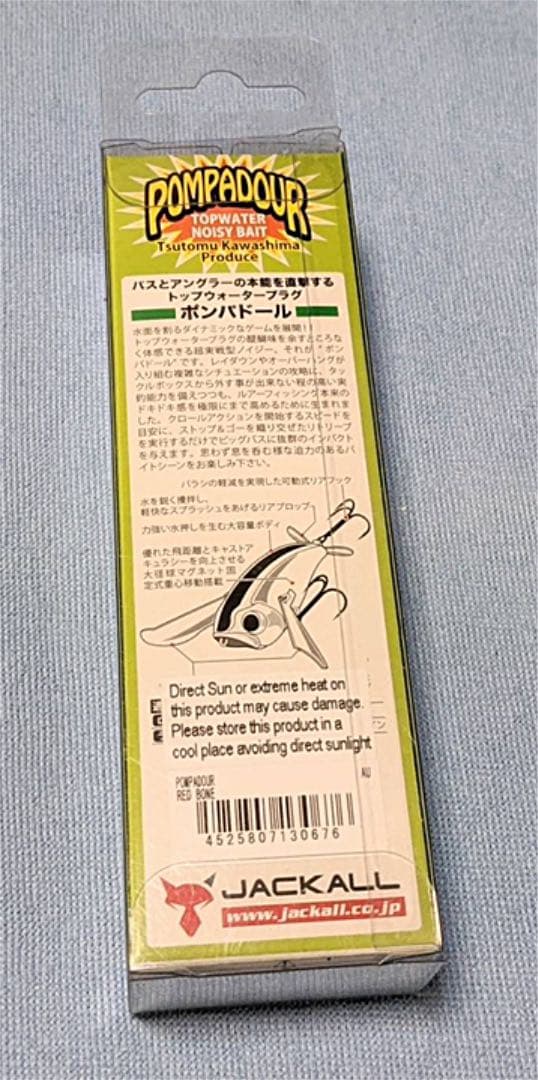 POMPADOUR
TOPWATER
NOISY BAIT
Tsutomu Kawashima
Produce
バスとアングラーの本能を直撃する
トップウォータープラグ
ポンパドール
水面を割るダイナミックなゲームを展開!!
トップウォータープラグの醍醐味を余すところな
く体感できる超実戦型ノイジー、それが"ポン
パドール"です。レイダウンやオーバーハングが
入り組む複雑なシチュエーションの攻略に、タッ
クルボックスから外す事が出来ない程の高い実
釣能力を備えつつも、ルアーフィッシング本来の
ドキドキ感を極限にまで高めるために生まれま
した。クロールアクションを開始するスピードを
目安に、ストップ&ゴーを織り交ぜたリトリーブ
を実行するだけでビッグバスに抜群のインパクト
を与えます。思わず息を呑む様な迫力のあるバ
イトシーンをお楽しみ下さい。
バラシの軽減を実現した可動式リアフック
水を鋭く攪拌し、
軽快なスプラッシュをあげるリアプロップ
力強い水押しを生む大容量ボディ
優れた飛距離とキャストア
キュラシーを向上させる
大径球マグネット固
定式重心移動搭載
Direct Sun or extreme heat on
this product may cause damage.
Please store this product in a
cool place avoiding direct sunlight
POMPADOUR
AU
RED BONE
4525807130676
JACKALL
www.jackall.co.jp